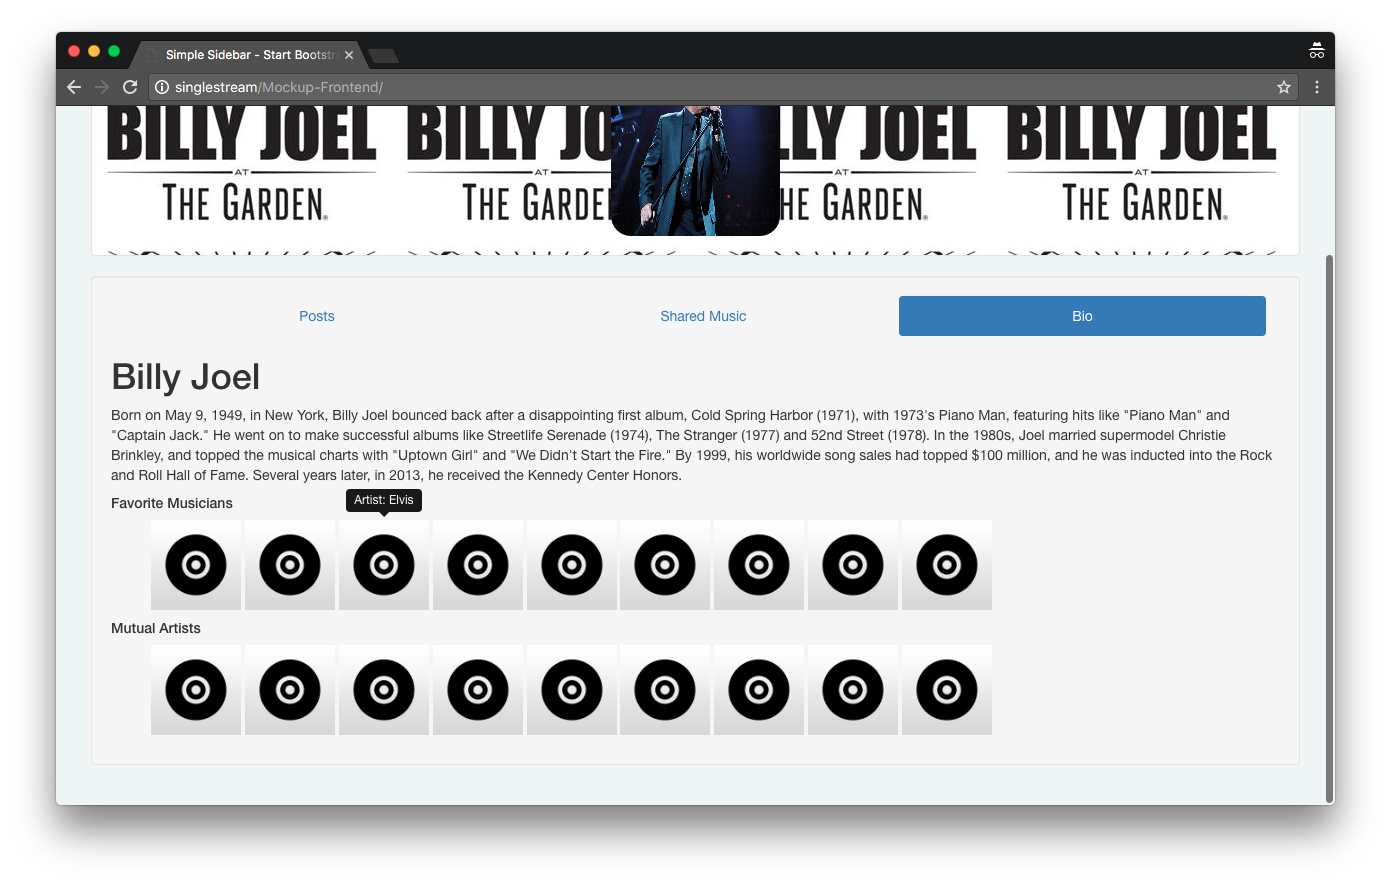 Simple Sidebar - Start Bootstr
singlestream/Mockup-Frontend/
BILLY JOEL BILLY JO LLY JOEL BILLY JOEL
AT AT AT AT
THE GARDEN® THE GARDEN HE GARDEN® THE GARDEN®
Posts Shared Music Bio
Billy Joel
Born on May 9, 1949, in New York, Billy Joel bounced back after a disappointing first album, Cold Spring Harbor (1971), with 1973's Piano Man, featuring hits like "Piano Man" and
"Captain Jack." He went on to make successful albums like Streetlife Serenade (1974), The Stranger (1977) and 52nd Street (1978). In the 1980s, Joel married supermodel Christie
Brinkley, and topped the musical charts with "Uptown Girl" and "We Didn't Start the Fire." By 1999, his worldwide song sales had topped $100 million, and he was inducted into the Rock
and Roll Hall of Fame. Several years later, in 2013, he received the Kennedy Center Honors.
Artist: Elvis
Favorite Musicians
Mutual Artists